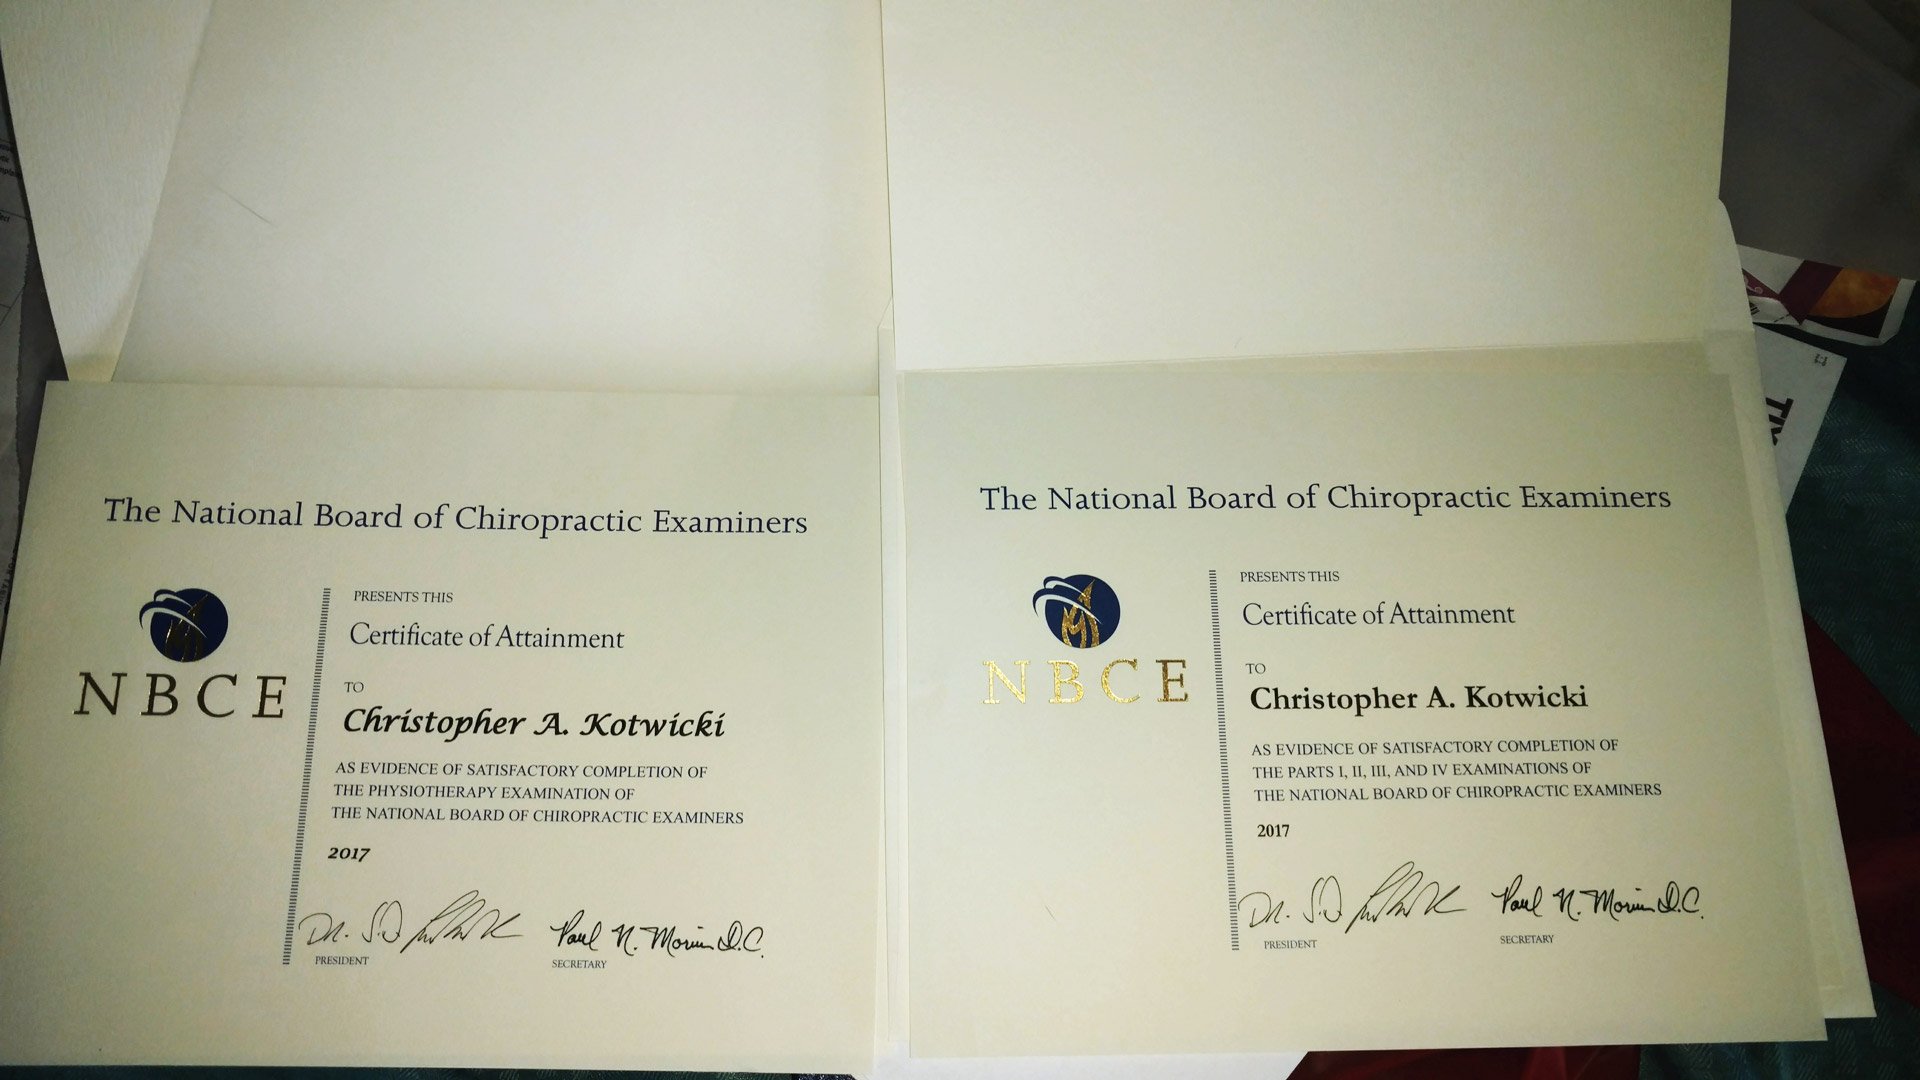 The National Board of Chiropractic Examiners
NBCE
PRESENTS THIS
Certificate of Attainment
TO
Christopher A. Kotwicki
AS EVIDENCE OF SATISFACTORY COMPLETION OF
THE PHYSIOTHERAPY EXAMINATION OF
THE NATIONAL BOARD OF CHIROPRACTIC EXAMINERS
2017
Dr. S.
Paul N. Morin D.C.
PRESIDENT
SECRETARY
The National Board of Chiropractic Examiners
NBCE
PRESENTS THIS
Certificate of Attainment
TO
Christopher A. Kotwicki
AS EVIDENCE OF SATISFACTORY COMPLETION OF
THE PARTS I, II, III, AND IV EXAMINATIONS OF
THE NATIONAL BOARD OF CHIROPRACTIC EXAMINERS
2017
Dr. S.
Paul N. Morin D.C.
PRESIDENT
SECRETARY